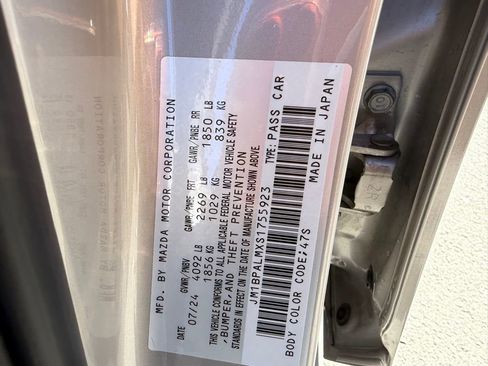 MFD. BY MAZDA MOTOR CORPORATION
DATE GVWR/PNBV GAWR/PNBE FRT GAWR/PNBE RR
07/24 4092 LB 2269 LB 1850 LB
1856 KG 1029 KG 839 KG
THIS VEHICLE CONFORMS TO ALL APPLICABLE FEDERAL MOTOR VEHICLE SAFETY
,BUMPER,AND THEFT PREVENTION
STANDARDS IN EFFECT ON THE DATE OF MANUFACTURE SHOWN ABOVE.
JM1BPALMXS1755923 TYPE: PASS CAR
BODY COLOR CODE:47S MADE IN JAPAN